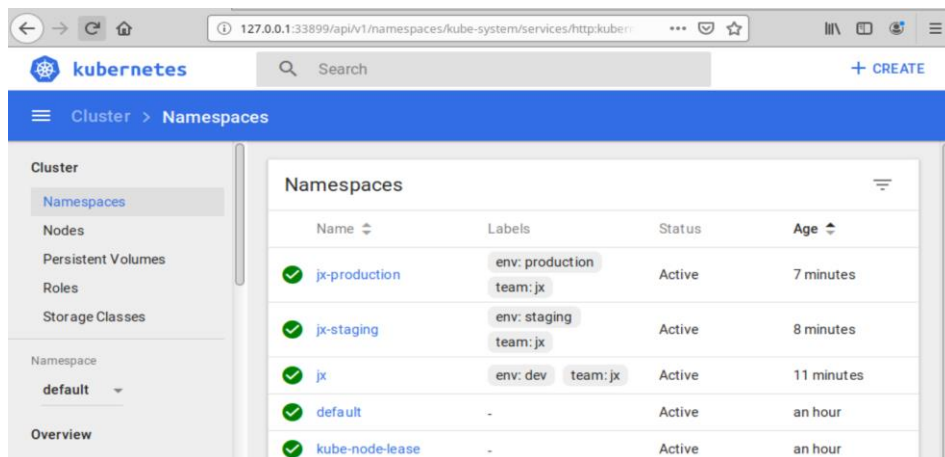 127.0.0.1:33899/api/v1/namespaces/kube-system/services/http:kuber
kubernetes
Search
+ CREATE
Cluster > Namespaces
Cluster
Namespaces
Nodes
Persistent Volumes
Roles
Storage Classes
Namespace
default
Overview
Namespaces
Name Labels Status Age
jx-production env: production team: jx Active 7 minutes
jx-staging env: staging team: jx Active 8 minutes
jx env: dev team: jx Active 11 minutes
default - Active an hour
kube-node-lease - Active an hour